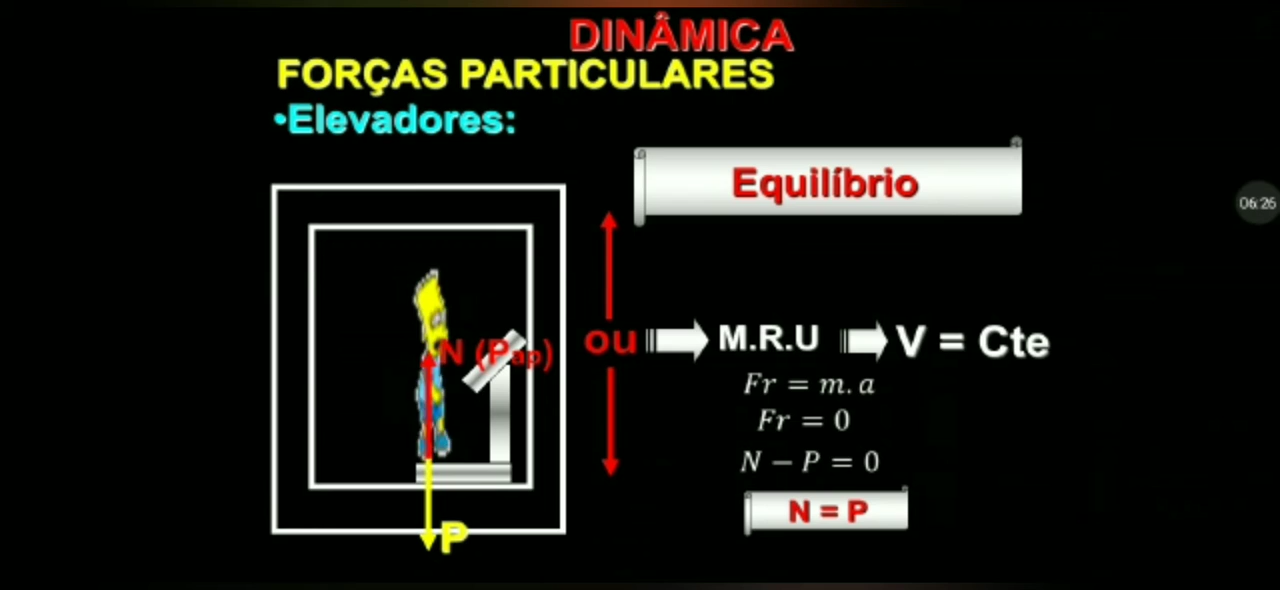 DINÂMICA
FORÇAS PARTICULARES
•Elevadores:
Equilíbrio
06:26
N (Pap)
ou
M.R.U
V = Cte
Fr = m. a
Fr = 0
N − P = 0
N = P
P